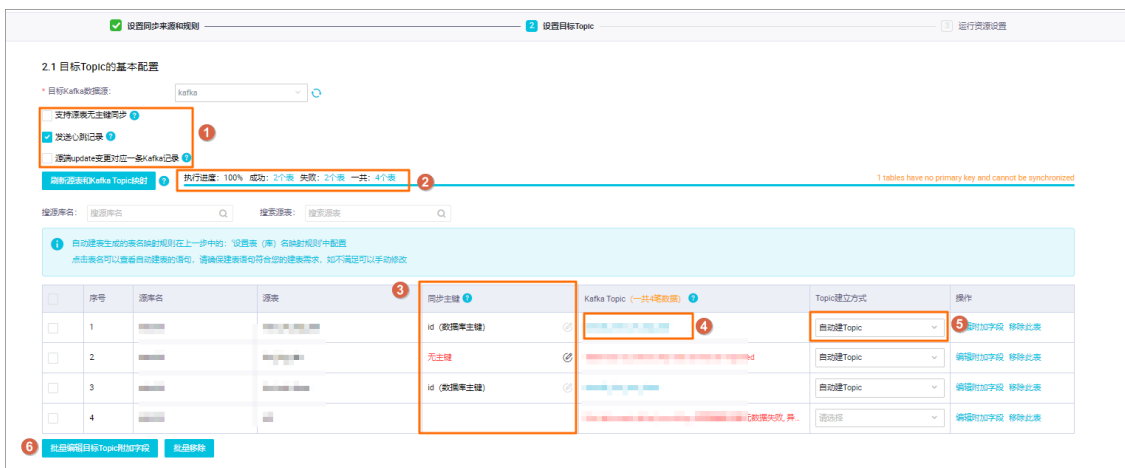 设置同步来源和规则
2 设置目标Topic
3 运行资源设置
2.1 目标Topic的基本配置
* 目标Kafka数据源: kafka
支持源表无主键同步 ?
发送心跳记录 ?
1
源端update变更对应一条Kafka记录 ?
刷新源表和Kafka Topic映射 ? 执行进度: 100% 成功: 2个表 失败: 2个表 一共: 4个表 2 1 tables have no primary key and cannot be synchronized
搜源库名: 搜源库名 搜索源表: 搜索源表
自动建表生成的表名映射规则在上一步中的: '设置表 (库) 名映射规则'中配置
点击表名可以查看自动建表的语句, 请确保建表语句符合您的建表需求, 如不满足可以手动修改
3
序号 源库名 源表 同步主键 ? Kafka Topic (一共4笔数据) ? Topic建立方式 操作
1 id (数据库主键) 4 自动建Topic 5 编辑附加字段 移除此表
2 无主键 ed 自动建Topic 编辑附加字段 移除此表
3 id (数据库主键) 自动建Topic 编辑附加字段 移除此表
4 元数据失败, 异... 请选择 编辑附加字段 移除此表
6 批量编辑目标Topic附加字段 批量移除